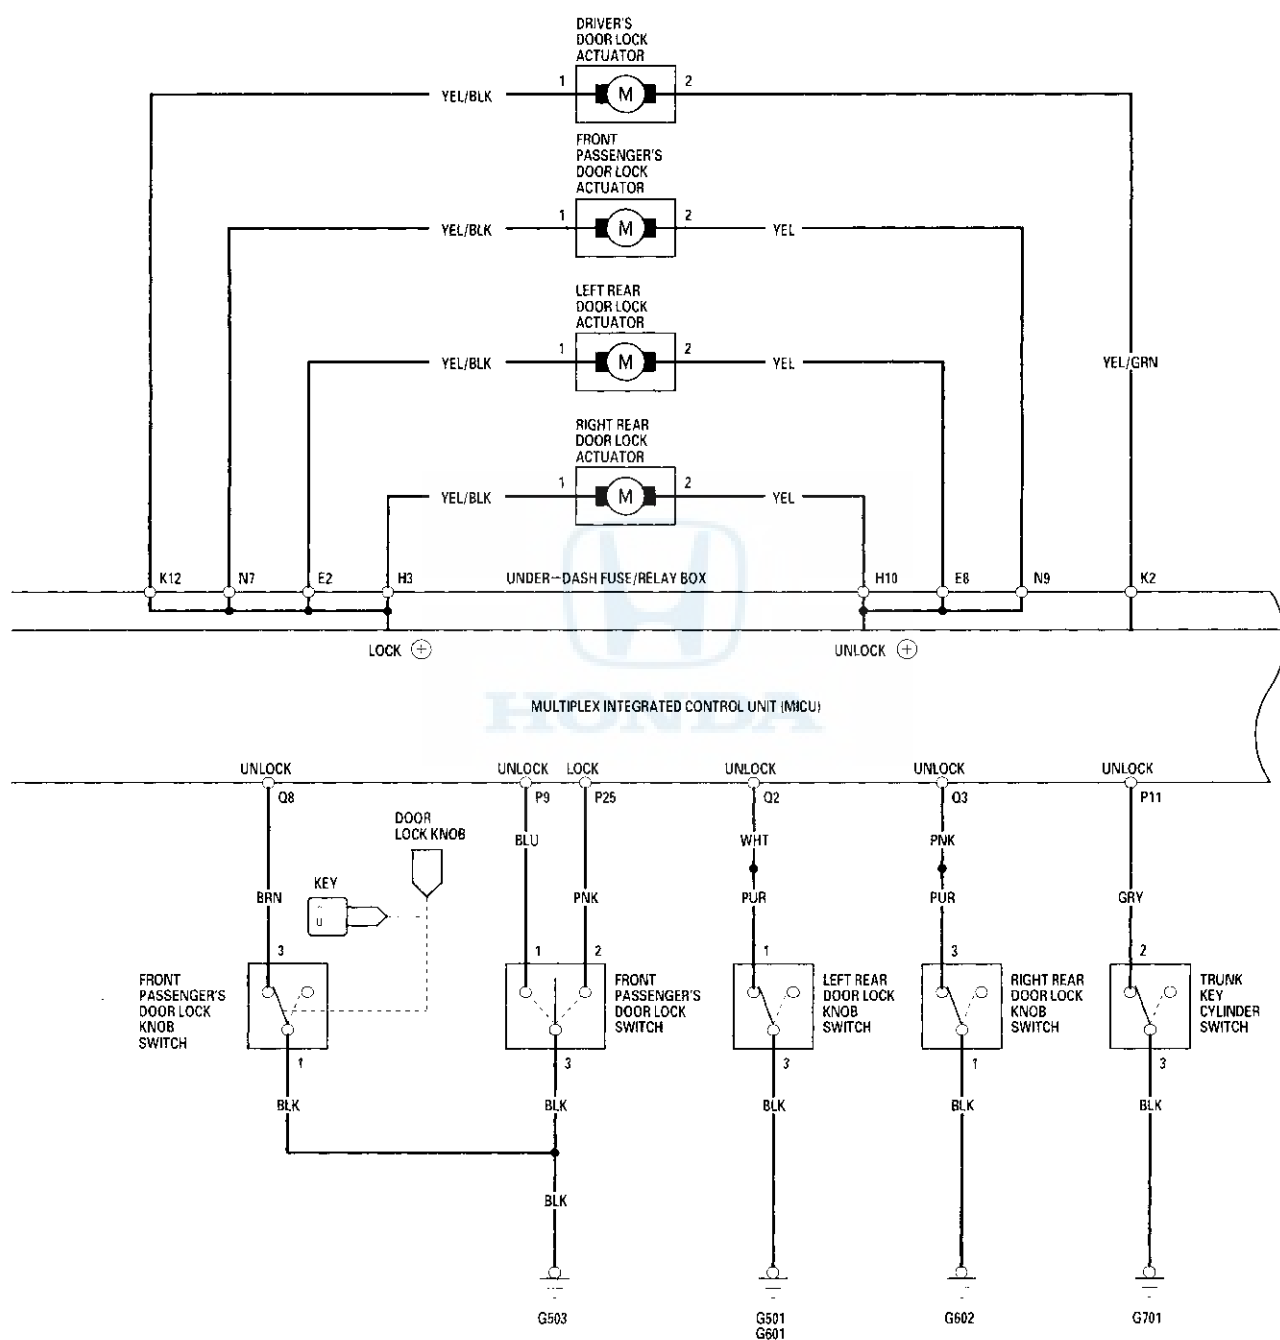 DRIVER'S
DOOR LOCK
ACTUATOR
1
2
YEL/BLK
M
FRONT
PASSENGER'S
DOOR LOCK
ACTUATOR
1
2
YEL/BLK
M
YEL
LEFT REAR
DOOR LOCK
ACTUATOR
1
2
YEL/BLK
M
YEL
YEL/GRN
RIGHT REAR
DOOR LOCK
ACTUATOR
1
2
YEL/BLK
M
YEL
K12
N7
E2
H3
UNDER-DASH FUSE/RELAY BOX
H10
E8
N9
K2
LOCK +
UNLOCK +
HONDA
MULTIPLEX INTEGRATED CONTROL UNIT (MICU)
UNLOCK
UNLOCK
LOCK
UNLOCK
UNLOCK
UNLOCK
Q8
P9
P25
Q2
Q3
P11
DOOR
LOCK KNOB
BLU
WHT
PNK
KEY
U
BRN
PNK
PUR
PUR
GRY
3
1
2
1
3
2
FRONT
PASSENGER'S
DOOR LOCK
KNOB
SWITCH
FRONT
PASSENGER'S
DOOR LOCK
SWITCH
LEFT REAR
DOOR LOCK
KNOB
SWITCH
RIGHT REAR
DOOR LOCK
KNOB
SWITCH
TRUNK
KEY
CYLINDER
SWITCH
1
3
3
1
3
BLK
BLK
BLK
BLK
BLK
BLK
G503
G501
G601
G602
G701